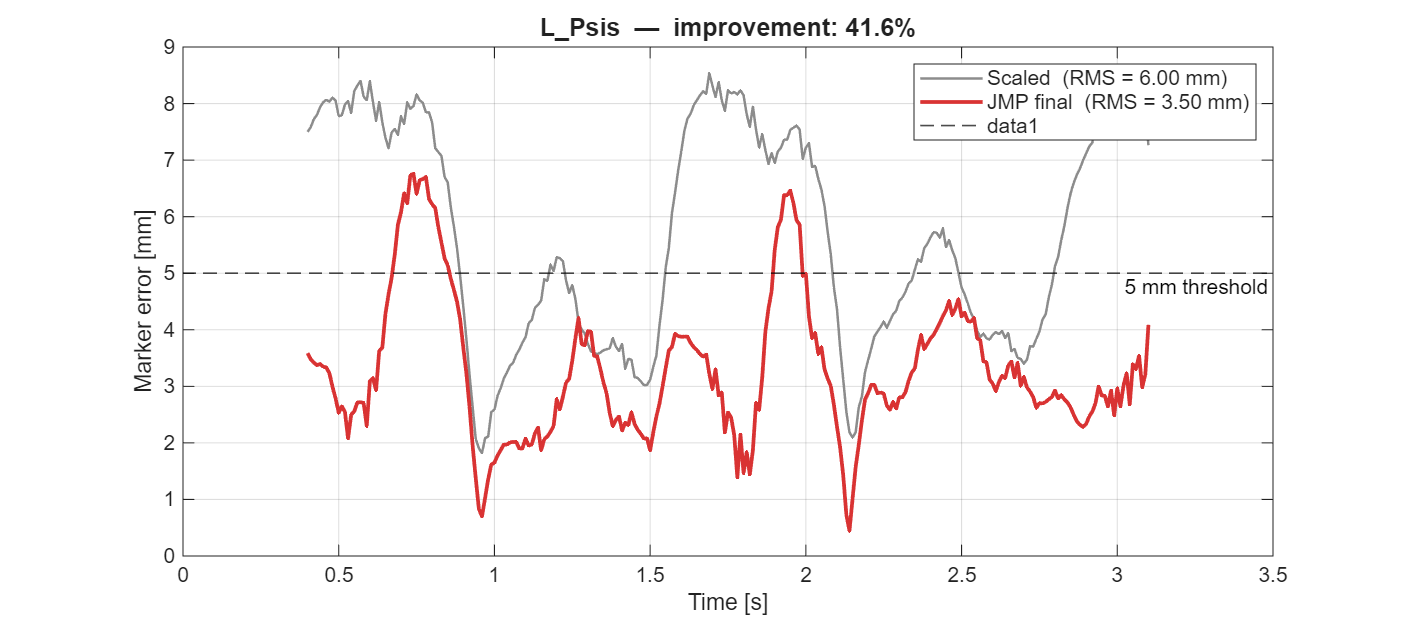 L_Psis — improvement: 41.6%
Scaled (RMS = 6.00 mm)
JMP final (RMS = 3.50 mm)
data1
5 mm threshold
Marker error [mm]
9
8
7
6
5
4
3
2
1
0
0 0.5 1 1.5 2 2.5 3 3.5
Time [s]